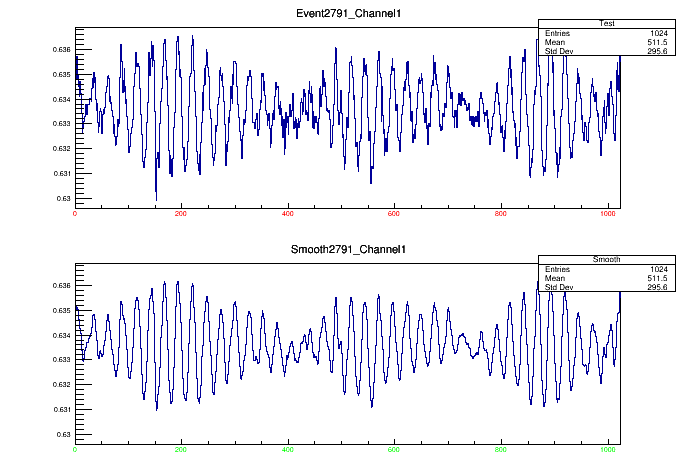 Event2791_Channel1
Test
Entries 1024
Mean 511.5
Std Dev 295.6
0.636
0.635
0.634
0.633
0.632
0.631
0.63
0 200 400 600 800 1000
Smooth2791_Channel1
Smooth
Entries 1024
Mean 511.5
Std Dev 295.6
0.636
0.635
0.634
0.633
0.632
0.631
0.63
0 200 400 600 800 1000